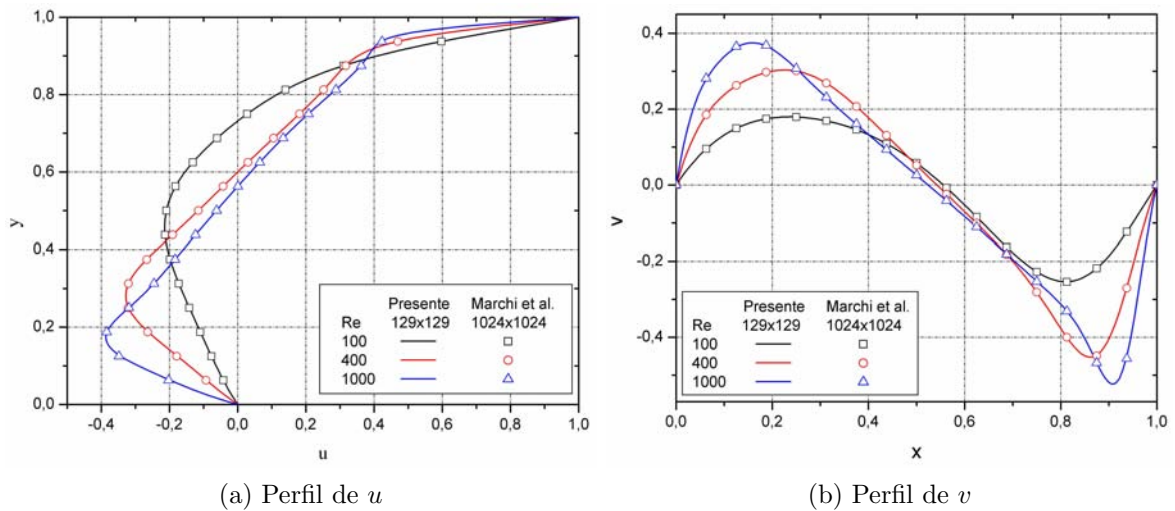 1,0
0,8
0,6
0,4
0,2
0,0
y
-0,4 -0,2 0,0 0,2 0,4 0,6 0,8 1,0
u
Presente Marchi et al.
Re 129x129 1024x1024
100
400
1000
(a) Perfil de u
0,4
0,2
0,0
-0,2
-0,4
v
0,0 0,2 0,4 0,6 0,8 1,0
x
Presente Marchi et al.
Re 129x129 1024x1024
100
400
1000
(b) Perfil de v